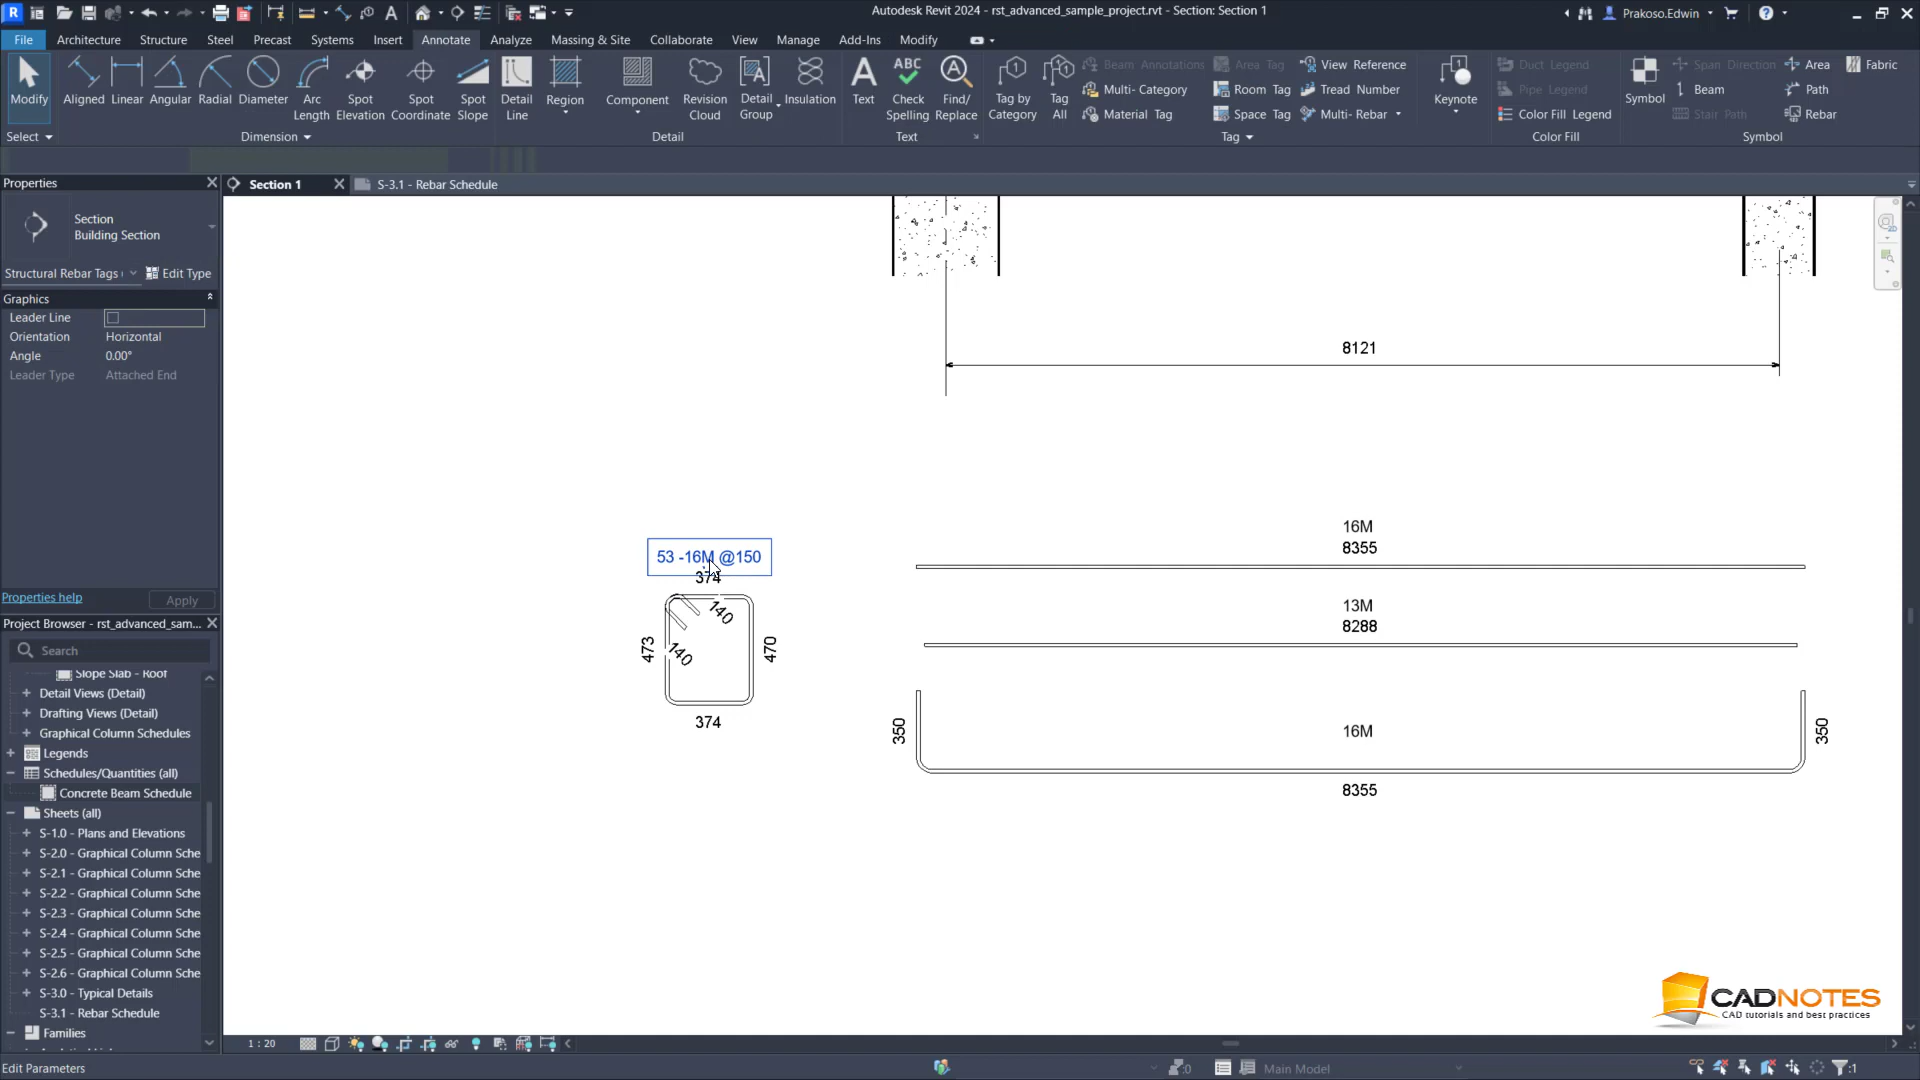 Autodesk Revit 2024 - rst_advanced_sample_project.rvt - Section: Section 1
Prakoso.Edwin
File Architecture Structure Steel Precast Systems Insert Annotate Analyze Massing & Site Collaborate View Manage Add-Ins Modify
Modify
Aligned Linear Angular Radial Diameter
Arc Length
Spot Elevation
Spot Coordinate
Spot Slope
Detail Line
Region
Component
Revision Cloud
Detail Group
Insulation
Text
Check Spelling
Find/ Replace
Tag by Category
Tag All
Beam Annotations
Multi- Category
Material Tag
Area Tag
Room Tag
Space Tag
View Reference
Tread Number
Multi- Rebar
Keynote
Duct Legend
Pipe Legend
Color Fill Legend
Symbol
Span Direction
Beam
Stair Path
Area
Path
Rebar
Fabric
Select Dimension Detail Text Tag Color Fill Symbol
Properties
Section 1
S-3.1 - Rebar Schedule
Section
Building Section
Structural Rebar Tags (
Edit Type
Graphics
Leader Line
Orientation Horizontal
Angle 0.00°
Leader Type Attached End
Properties help
Apply
Project Browser - rst_advanced_sam...
Search
Slope Slab - Roof
Detail Views (Detail)
Drafting Views (Detail)
Graphical Column Schedules
Legends
Schedules/Quantities (all)
Concrete Beam Schedule
Sheets (all)
S-1.0 - Plans and Elevations
S-2.0 - Graphical Column Sche
S-2.1 - Graphical Column Sche
S-2.2 - Graphical Column Sche
S-2.3 - Graphical Column Sche
S-2.4 - Graphical Column Sche
S-2.5 - Graphical Column Sche
S-2.6 - Graphical Column Sche
S-3.0 - Typical Details
S-3.1 - Rebar Schedule
Families
8121
53 -16M @150
374
140
473
140
470
374
16M
8355
13M
8288
350
16M
350
8355
CADNOTES
CAD tutorials and best practices
1 : 20
Edit Parameters
:0
Main Model
:1